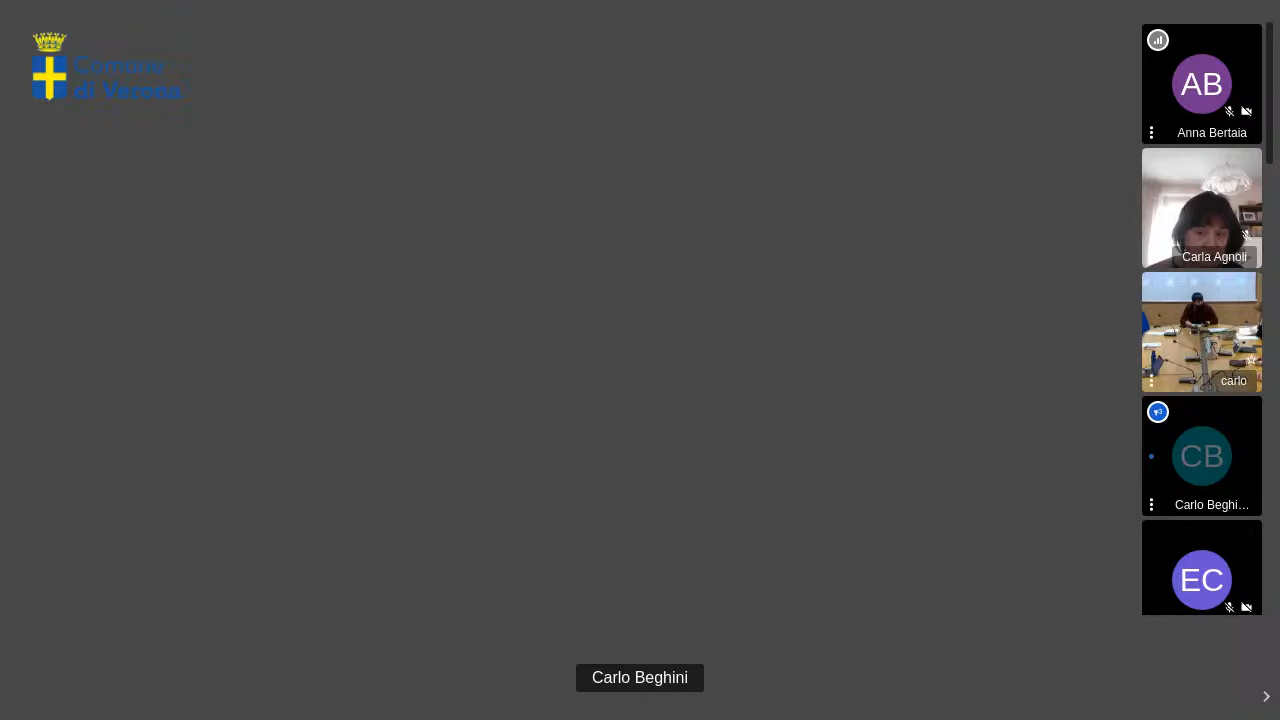 Comune
di Verona
AB
Anna Bertaia
Carla Agnoli
carlo
CB
Carlo Beghi...
EC
Carlo Beghini